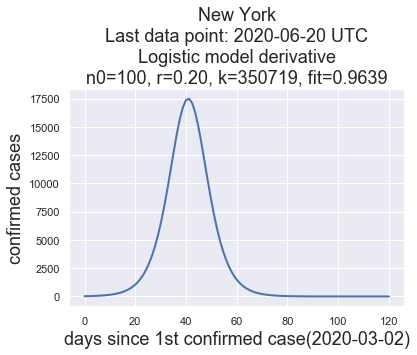 New York
Last data point: 2020-06-20 UTC
Logistic model derivative
n0=100, r=0.20, k=350719, fit=0.9639
17500
15000
12500
10000
7500
5000
2500
0
confirmed cases
0 20 40 60 80 100 120
days since 1st confirmed case(2020-03-02)